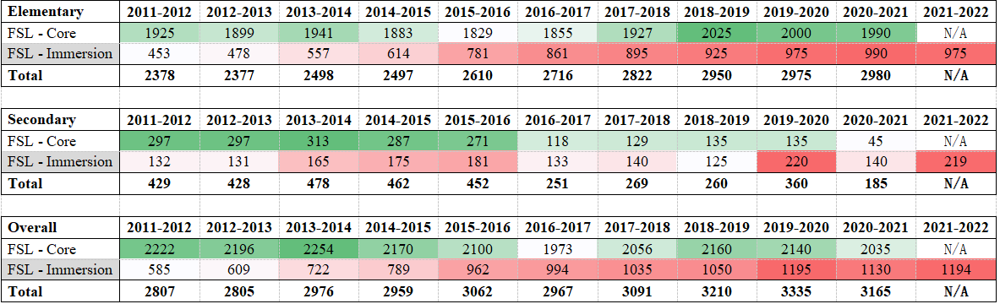 Elementary 2011-2012 2012-2013 2013-2014 2014-2015 2015-2016 2016-2017 2017-2018 2018-2019 2019-2020 2020-2021 2021-2022
FSL - Core 1925 1899 1941 1883 1829 1855 1927 2025 2000 1990 N/A
FSL - Immersion 453 478 557 614 781 861 895 925 975 990 975
Total 2378 2377 2498 2497 2610 2716 2822 2950 2975 2980 N/A
Secondary 2011-2012 2012-2013 2013-2014 2014-2015 2015-2016 2016-2017 2017-2018 2018-2019 2019-2020 2020-2021 2021-2022
FSL - Core 297 297 313 287 271 118 129 135 135 45 N/A
FSL - Immersion 132 131 165 175 181 133 140 125 220 140 219
Total 429 428 478 462 452 251 269 260 360 185 N/A
Overall 2011-2012 2012-2013 2013-2014 2014-2015 2015-2016 2016-2017 2017-2018 2018-2019 2019-2020 2020-2021 2021-2022
FSL - Core 2222 2196 2254 2170 2100 1973 2056 2160 2140 2035 N/A
FSL - Immersion 585 609 722 789 962 994 1035 1050 1195 1130 1194
Total 2807 2805 2976 2959 3062 2967 3091 3210 3335 3165 N/A